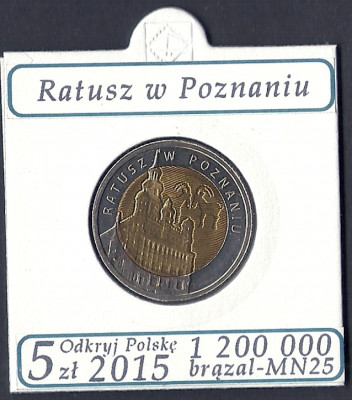 Ratusz w Poznaniu
RATUSZ W POZNANIU
5 zł Odkryj Polskę 2015
1 200 000
brązal-MN25